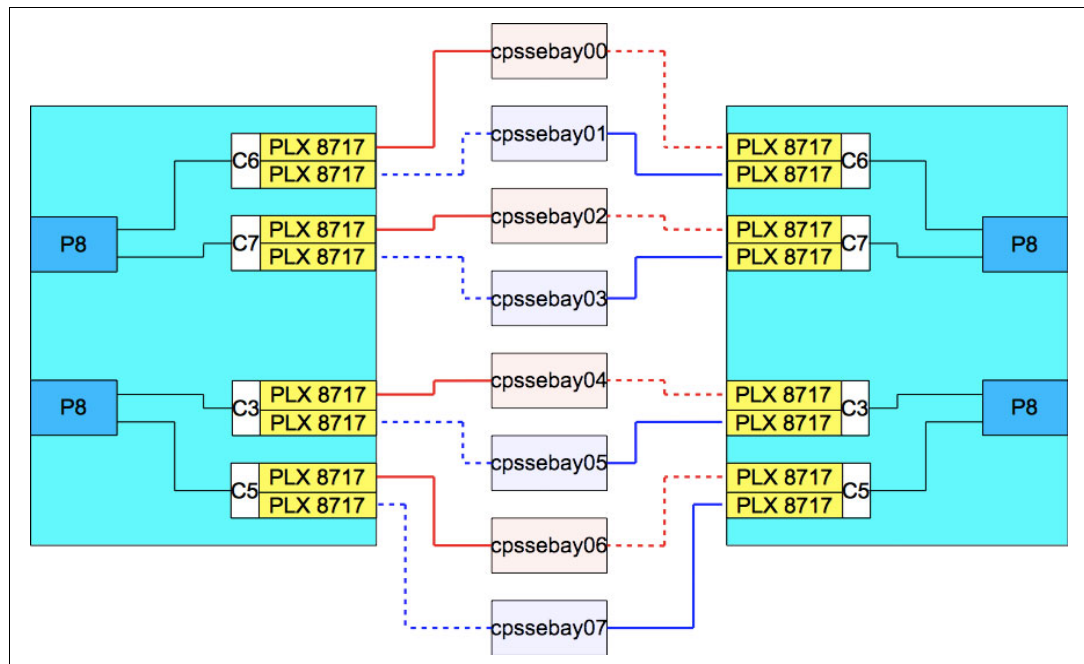 cpssebay00
cpssebay01
C6
PLX 8717
PLX 8717
PLX 8717
PLX 8717
C6
cpssebay02
P8
C7
PLX 8717
PLX 8717
PLX 8717
PLX 8717
C7
P8
cpssebay03
cpssebay04
P8
C3
PLX 8717
PLX 8717
PLX 8717
PLX 8717
C3
P8
cpssebay05
C5
PLX 8717
PLX 8717
PLX 8717
PLX 8717
C5
cpssebay06
cpssebay07